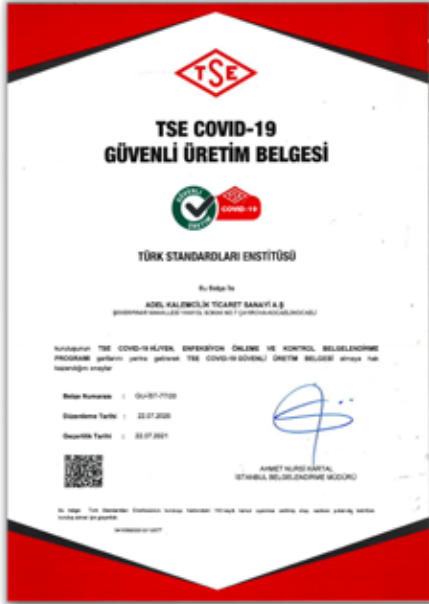 TSE
TSE COVID-19
GÜVENLİ ÜRETİM BELGESİ
GÜVENLİ
ÜRETİM
TSE
COVID-19
TÜRK STANDARDLARI ENSTİTÜSÜ
Bu Belge ile
ADEL KALEMCİLİK TİCARET SANAYİ A.Ş
kuruluşunun TSE COVID-19 HİJYEN, ENFEKSİYON ÖNLEME VE KONTROL BELGELENDİRME
PROGRAMI şartlarını yerine getirerek TSE COVID-19 GÜVENLİ ÜRETİM BELGESİ almaya hak
kazandığını onaylar
Belge Numarası :
Düzenleme Tarihi : 22.07.2020
Geçerlilik Tarihi : 22.07.2021
AHMET NURSİ KARTAL
İSTANBUL BELGELENDİRME MÜDÜRÜ